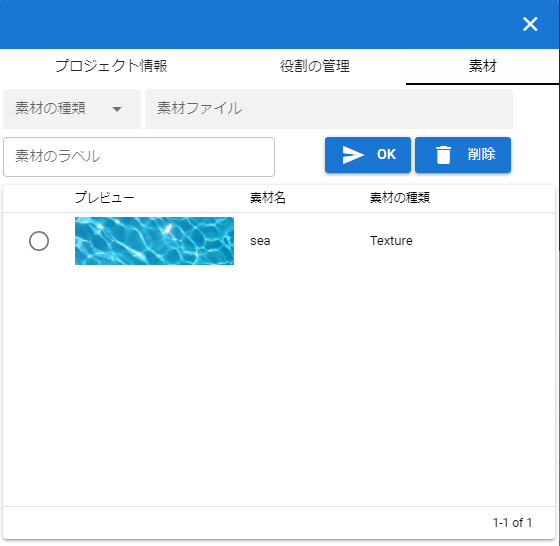 プロジェクト情報 役割の管理 素材
素材の種類 素材ファイル
素材のラベル OK 削除
プレビュー 素材名 素材の種類
sea Texture
1-1 of 1